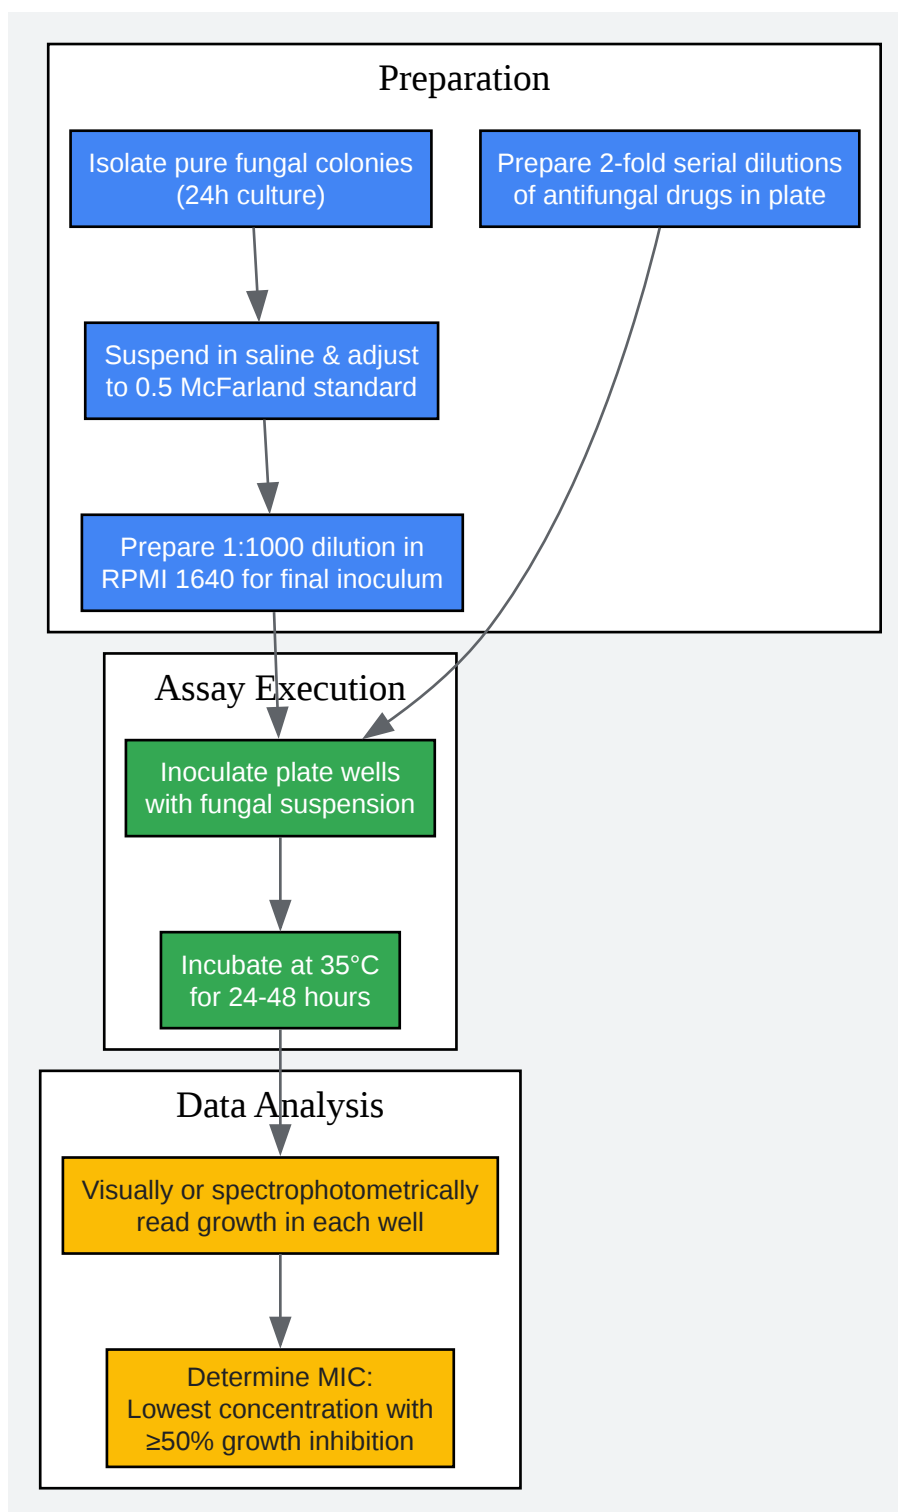 Preparation
Isolate pure fungal colonies
(24h culture)
Prepare 2-fold serial dilutions
of antifungal drugs in plate
Suspend in saline & adjust
to 0.5 McFarland standard
Prepare 1:1000 dilution in
RPMI 1640 for final inoculum
Assay Execution
Inoculate plate wells
with fungal suspension
Incubate at 35°C
for 24-48 hours
Data Analysis
Visually or spectrophotometrically
read growth in each well
Determine MIC:
Lowest concentration with
≥50% growth inhibition